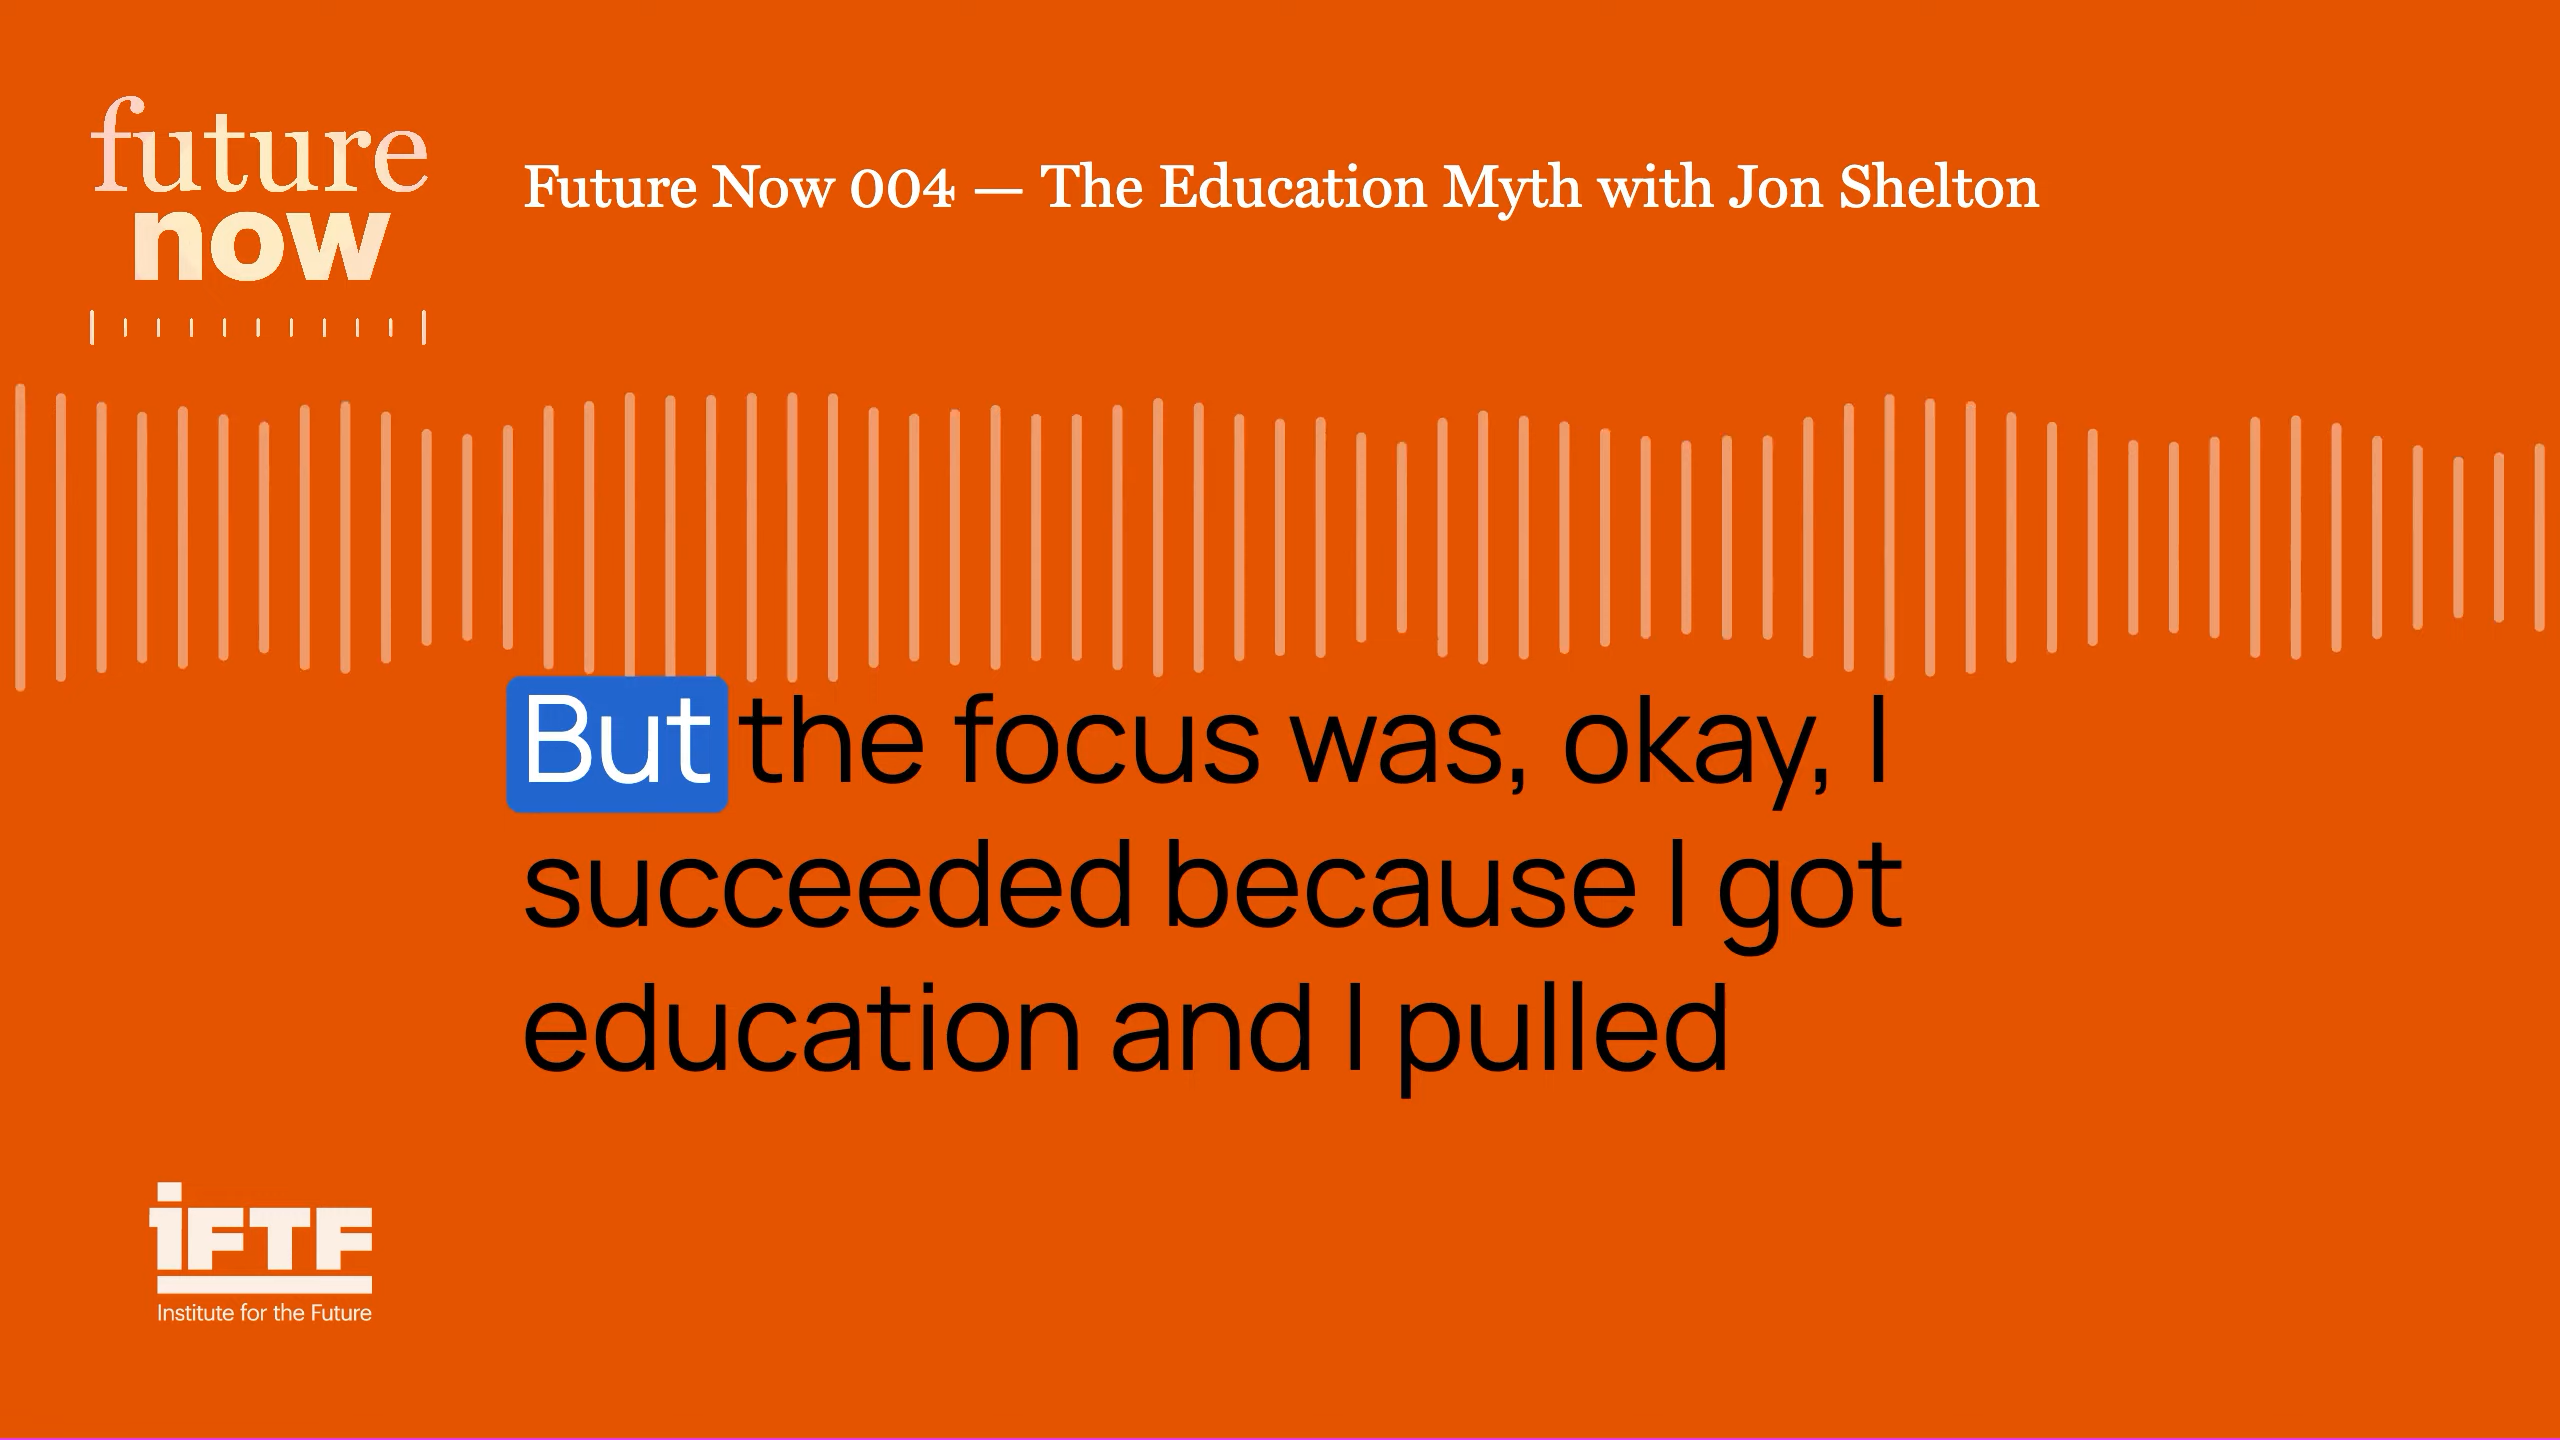 future
now
Future Now 004 — The Education Myth with Jon Shelton
But the focus was, okay, I
succeeded because I got
education and I pulled
iFTF
Institute for the Future